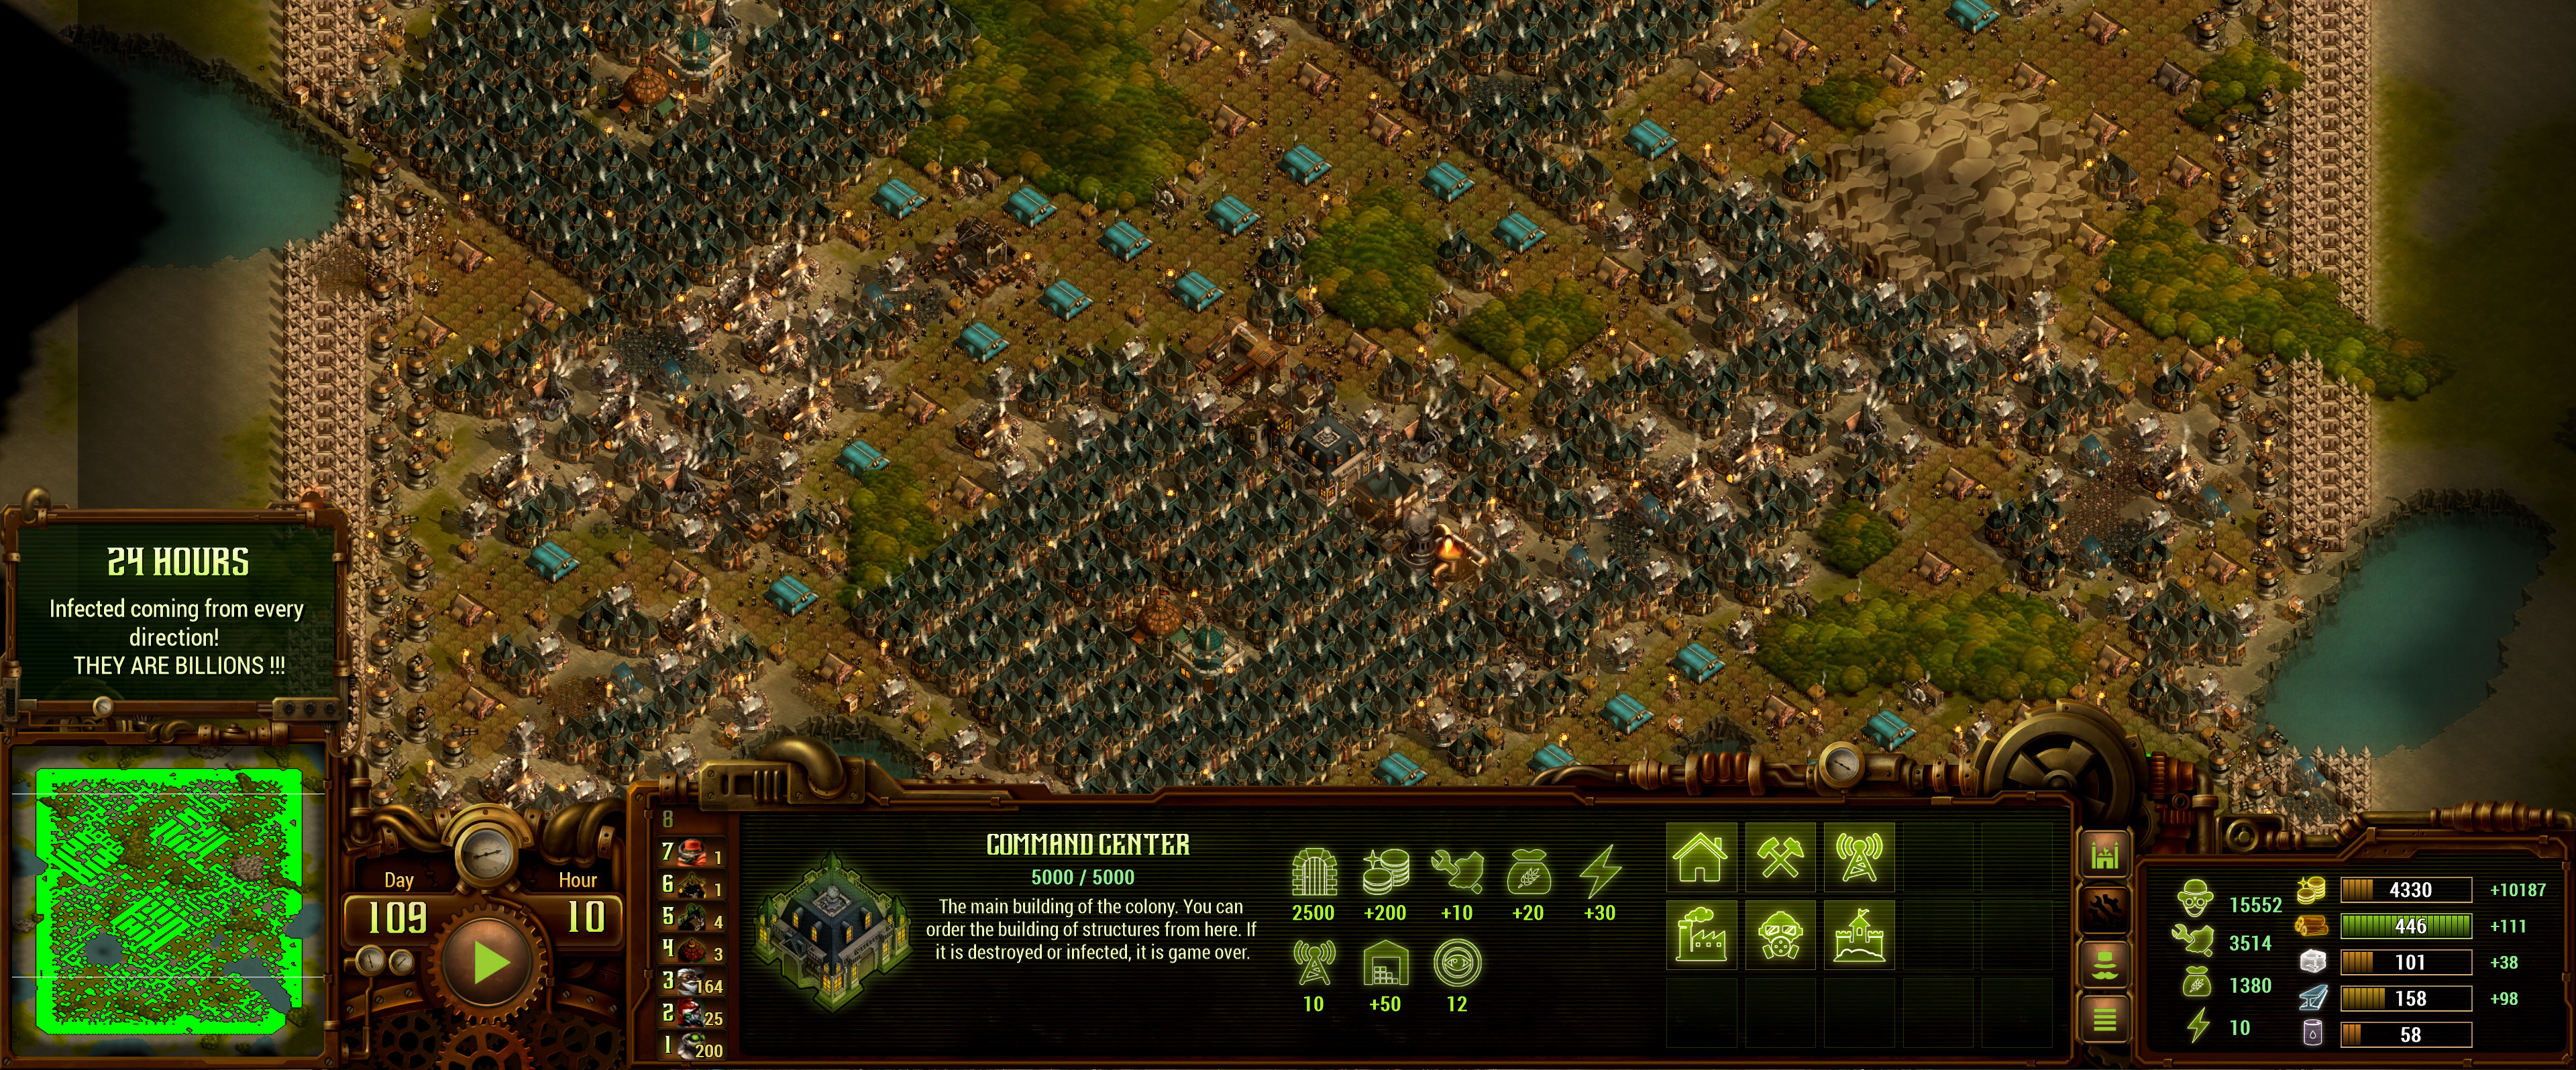 24 HOURS
Infected coming from every
direction!
THEY ARE BILLIONS !!!
Day
109
Hour
10
8
7 1
6 1
5 4
4 3
3 164
2 25
1 200
COMMAND CENTER
5000 / 5000
The main building of the colony. You can
order the building of structures from here. If
it is destroyed or infected, it is game over.
2500 +200 +10 +20 +30
10 +50 12
15552
3514
1380
10
4330 +10187
446 +111
101 +38
158 +98
58